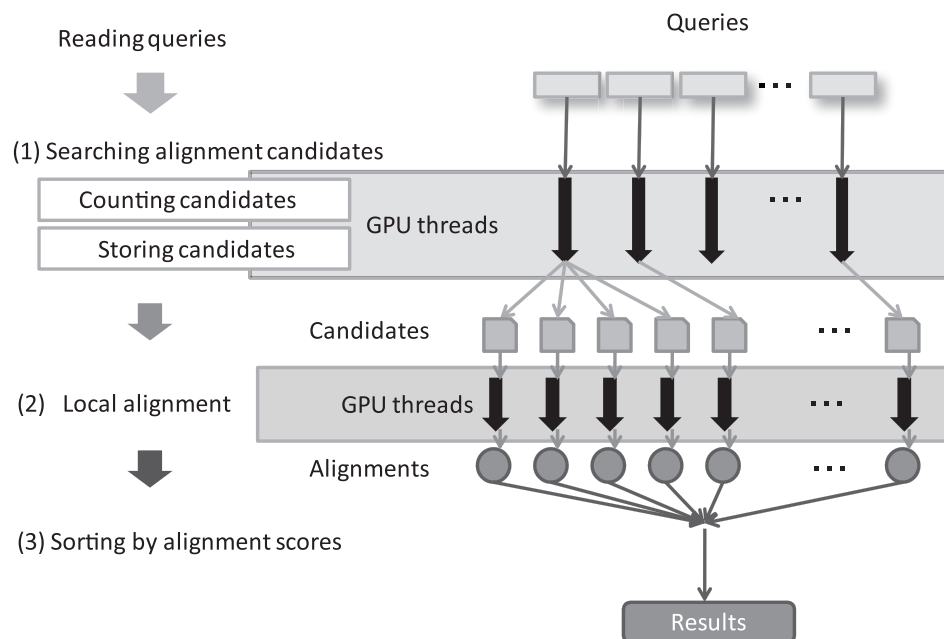 Queries
Reading queries
(1) Searching alignment candidates
Counting candidates
GPU threads
Storing candidates
Candidates
(2) Local alignment
GPU threads
Alignments
(3) Sorting by alignment scores
Results